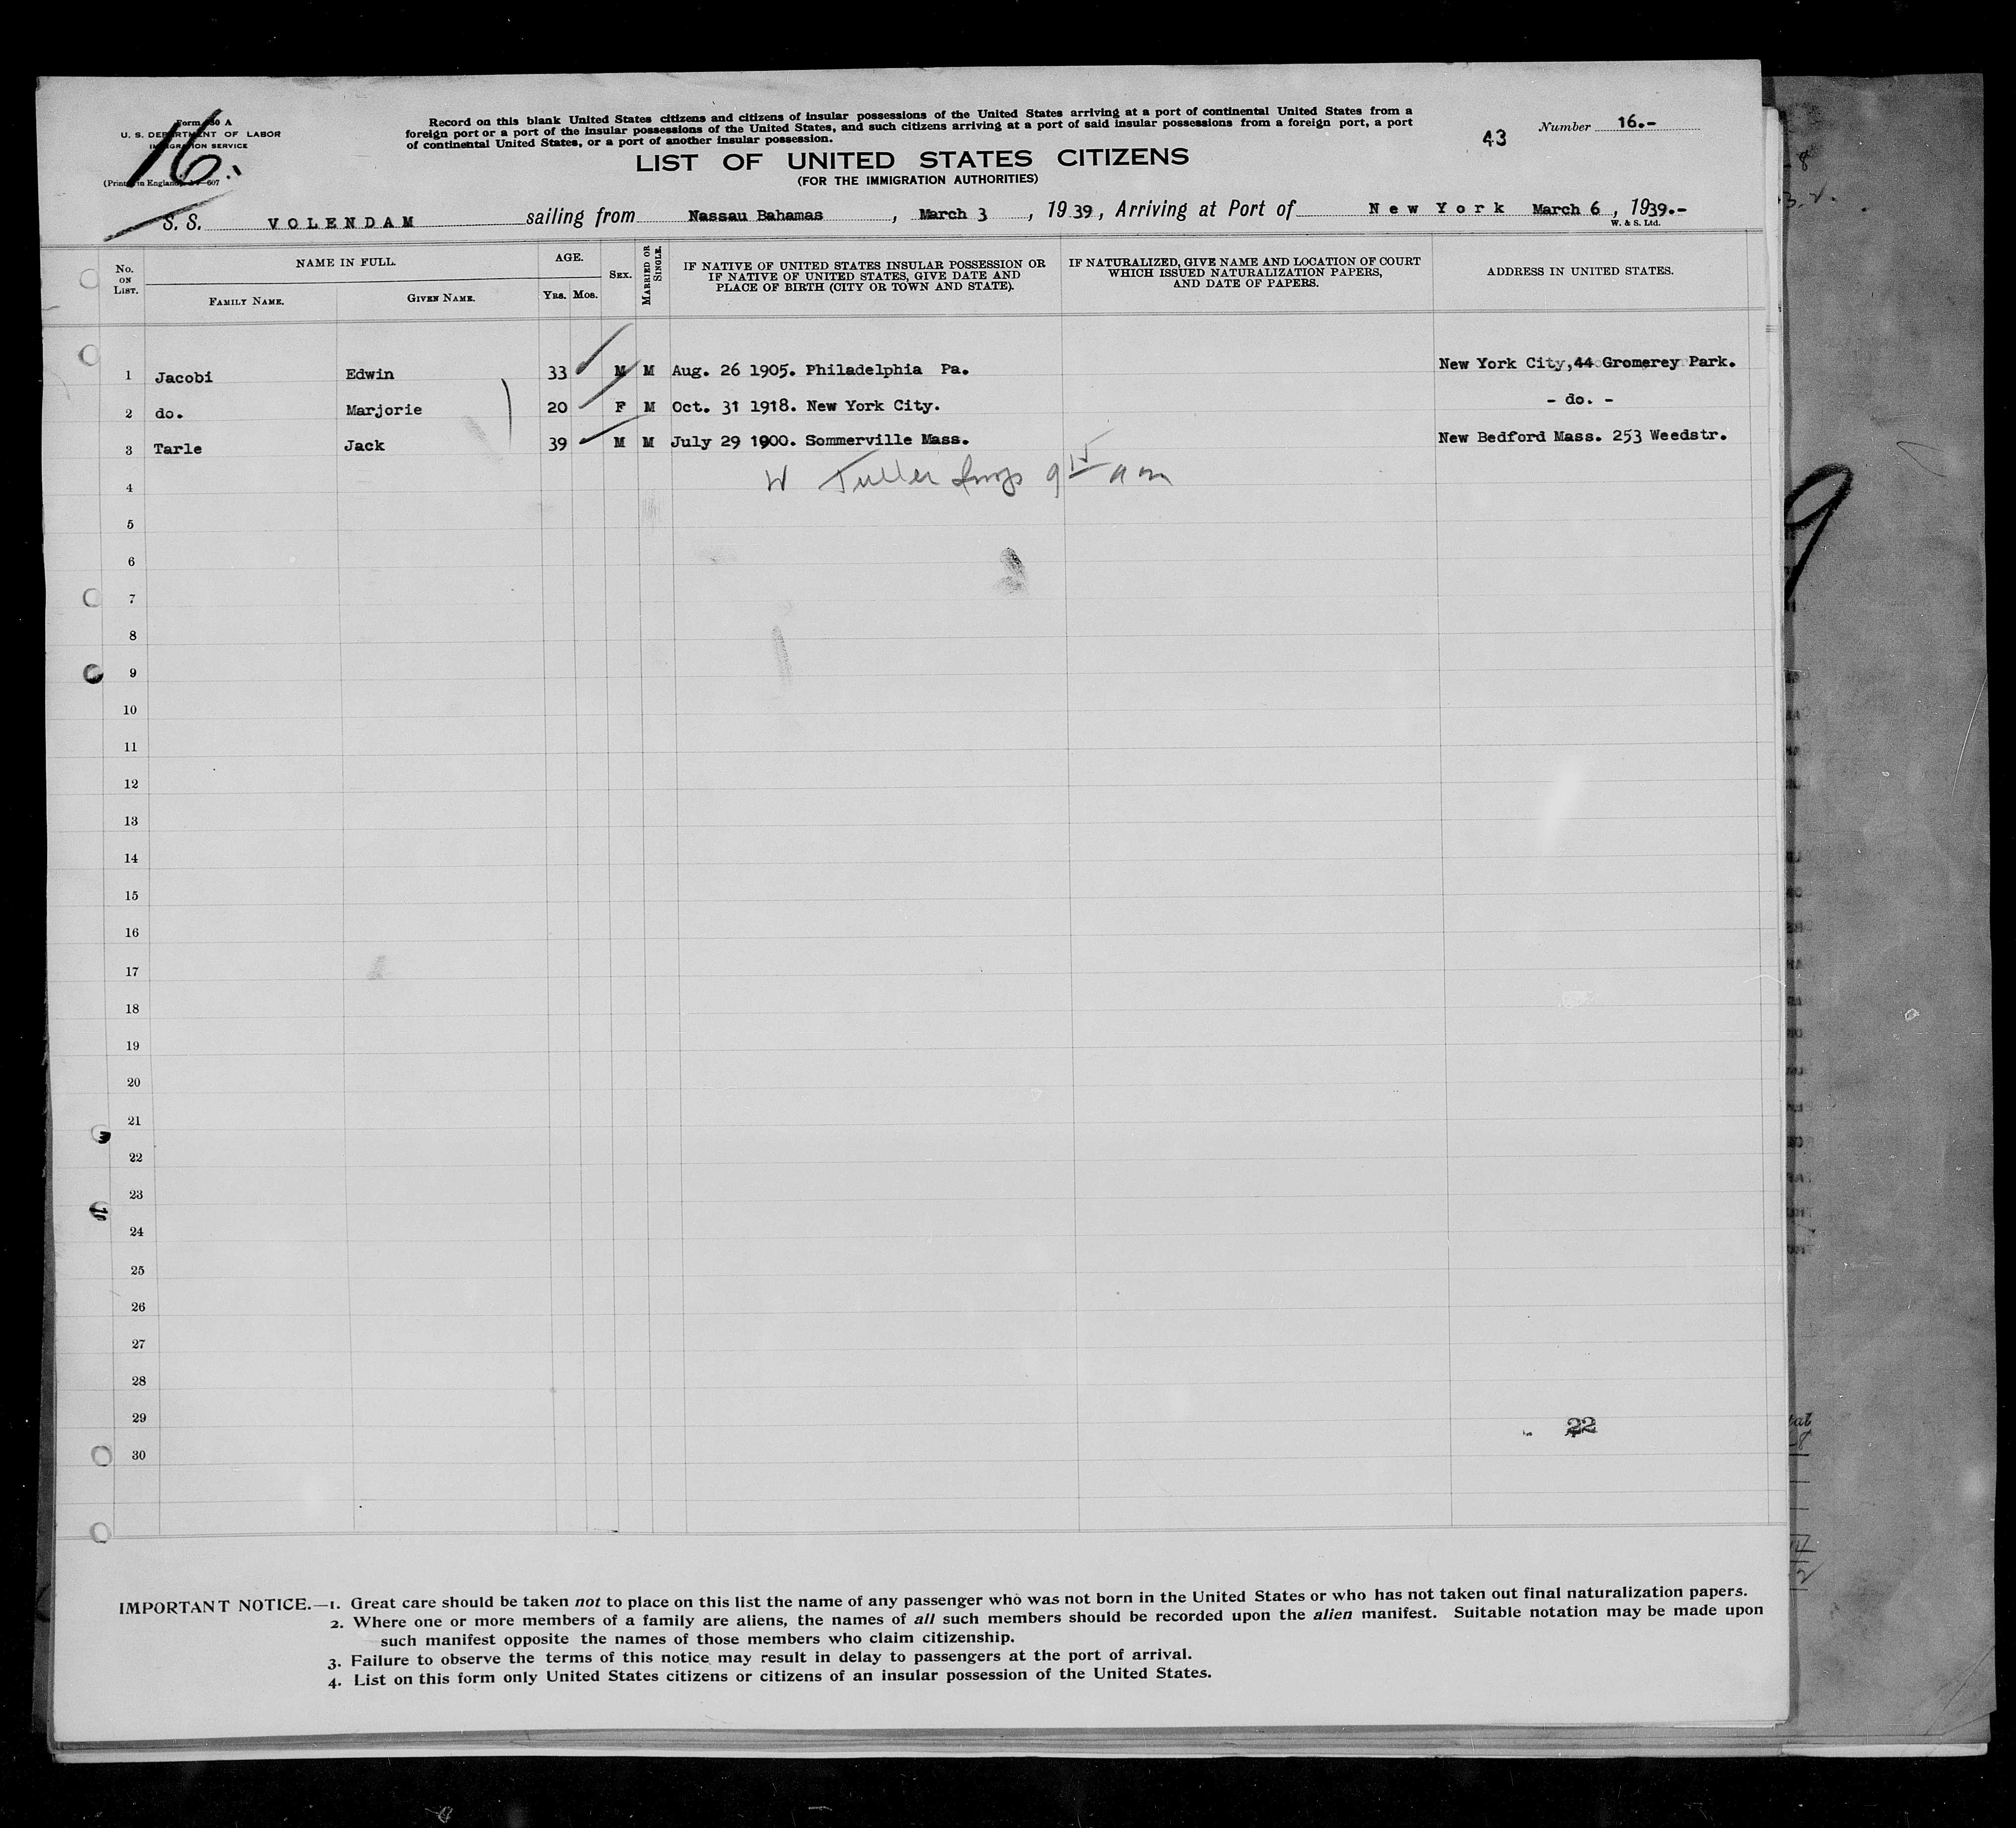 Form 630 A
U. S. DEPARTMENT OF LABOR
IMMIGRATION SERVICE
16.
(Printed in England) 607
Record on this blank United States citizens and citizens of insular possessions of the United States arriving at a port of continental United States from a
foreign port or a port of the insular possessions of the United States, and such citizens arriving at a port of said insular possessions from a foreign port, a port
of continental United States, or a port of another insular possession.
43
Number 16.-
LIST OF UNITED STATES CITIZENS
(FOR THE IMMIGRATION AUTHORITIES)
S. S. VOLENDAM sailing from Nassau Bahamas, March 3, 1939, Arriving at Port of New York March 6, 1939.-
W. & S. Ltd.
No. ON LIST.
NAME IN FULL.
FAMILY NAME. GIVEN NAME.
AGE.
YRS. MOS.
SEX.
MARRIED OR SINGLE.
IF NATIVE OF UNITED STATES INSULAR POSSESSION OR
IF NATIVE OF UNITED STATES, GIVE DATE AND
PLACE OF BIRTH (CITY OR TOWN AND STATE).
IF NATURALIZED, GIVE NAME AND LOCATION OF COURT
WHICH ISSUED NATURALIZATION PAPERS,
AND DATE OF PAPERS.
ADDRESS IN UNITED STATES.
1 Jacobi Edwin 33 M M Aug. 26 1905. Philadelphia Pa. New York City, 44 Gromerey Park.
2 do. Marjorie 20 F M Oct. 31 1918. New York City. - do. -
3 Tarle Jack 39 M M July 29 1900. Sommerville Mass. New Bedford Mass. 253 Weedstr.
W Tuller Insp 9 15 am
4
5
6
7
8
9
10
11
12
13
14
15
16
17
18
19
20
21
22
23
24
25
26
27
28
29 22
30
IMPORTANT NOTICE.—1. Great care should be taken not to place on this list the name of any passenger who was not born in the United States or who has not taken out final naturalization papers.
2. Where one or more members of a family are aliens, the names of all such members should be recorded upon the alien manifest. Suitable notation may be made upon
such manifest opposite the names of those members who claim citizenship.
3. Failure to observe the terms of this notice may result in delay to passengers at the port of arrival.
4. List on this form only United States citizens or citizens of an insular possession of the United States.